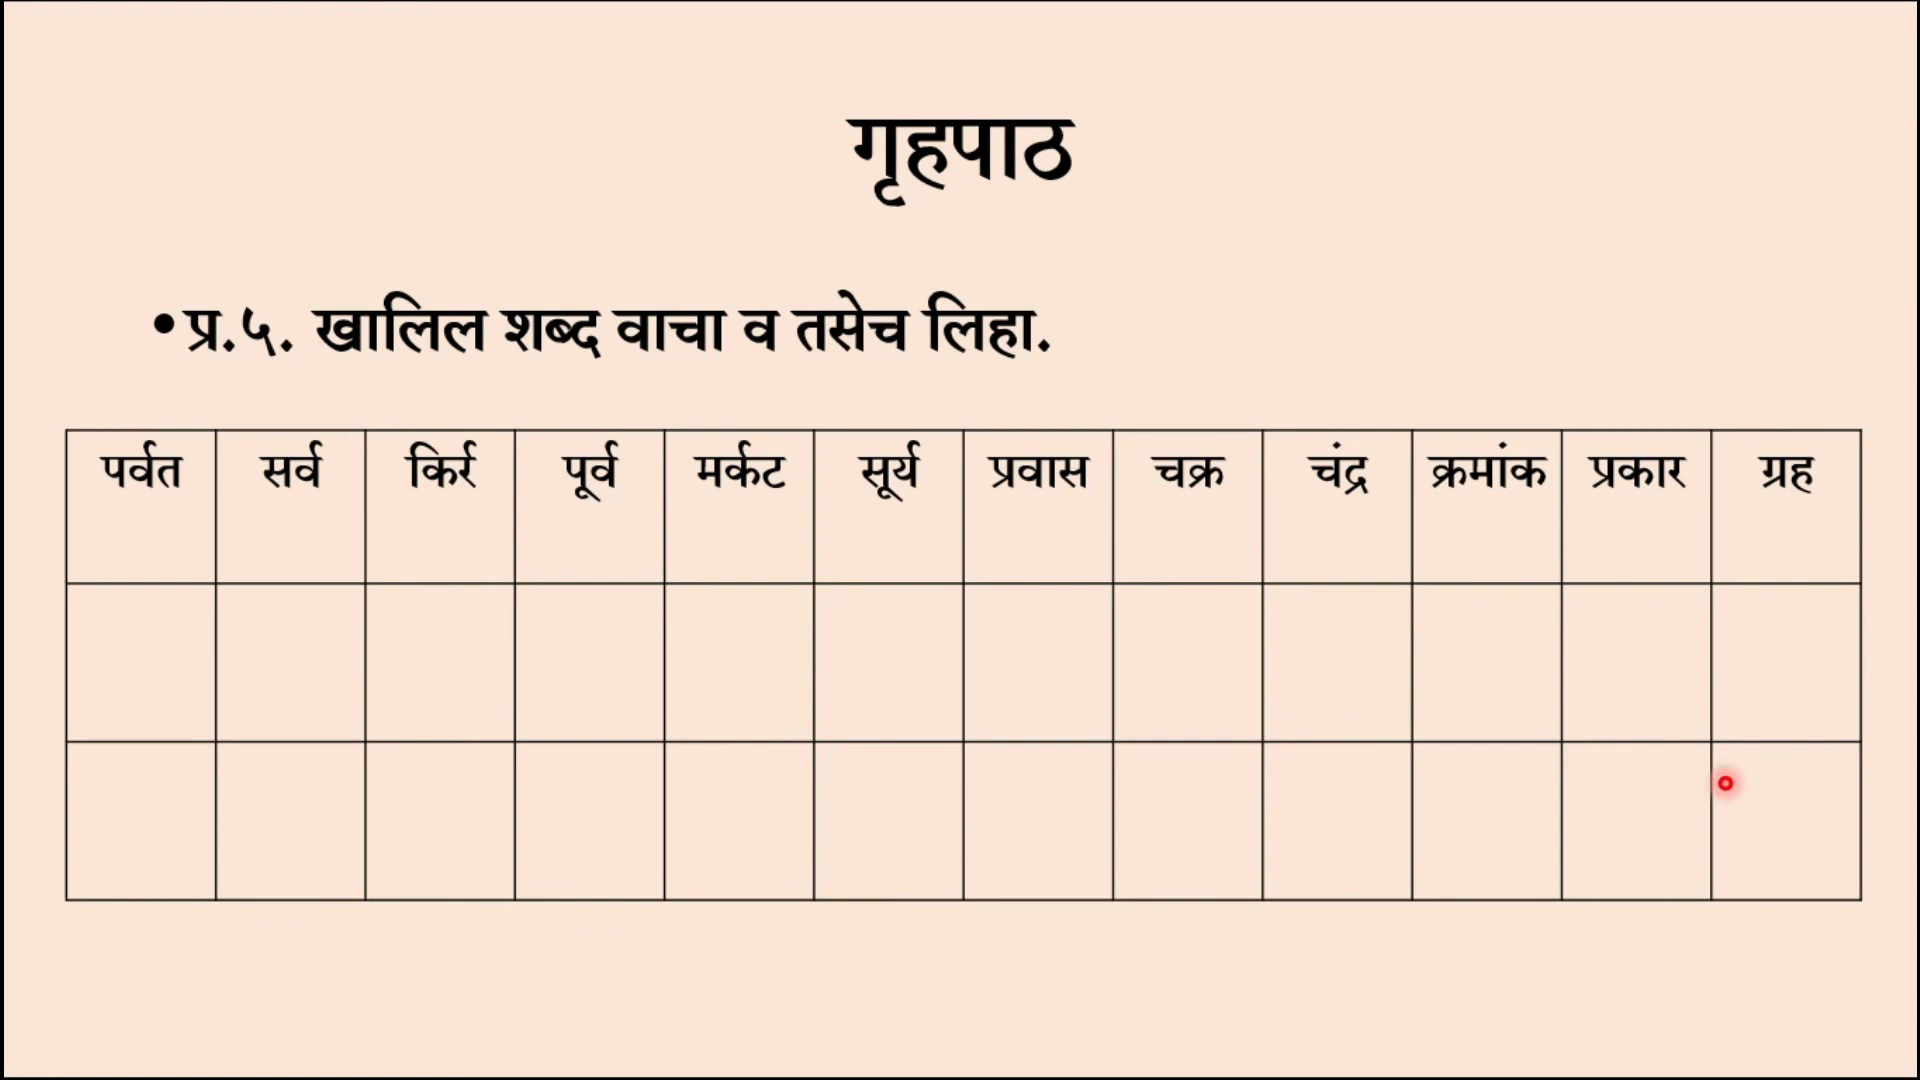 गृहपाठ
•प्र.५. खालिल शब्द वाचा व तसेच लिहा.
पर्वत सर्व किर्र पूर्व मर्कट सूर्य प्रवास चक्र चंद्र क्रमांक प्रकार ग्रह